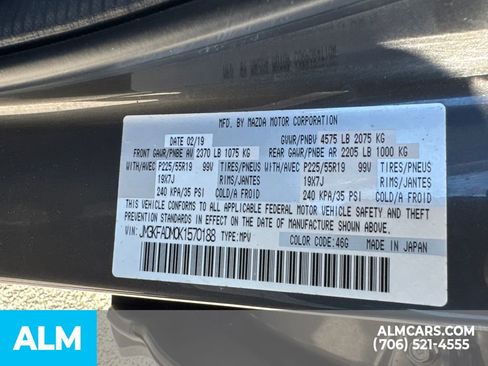 MFD. BY MAZDA MOTOR CORPORATION
DATE 02/19 GVWR/PNBV 4575 LB 2075 KG
FRONT GAWR/PNBE AV 2370 LB 1075 KG REAR GAWR/PNBE AR 2205 LB 1000 KG
WITH/AVEC P225/55R19 99V TIRES/PNEUS WITH/AVEC P225/55R19 99V TIRES/PNEUS
19X7J RIMS/JANTES 19X7J RIMS/JANTES
240 KPA/35 PSI COLD/A FROID 240 KPA/35 PSI COLD/A FROID
THIS VEHICLE CONFORMS TO ALL APPLICABLE FEDERAL MOTOR VEHICLE SAFETY AND THEFT
PREVENTION STANDARDS IN EFFECT ON THE DATE OF MANUFACTURE SHOWN ABOVE.
VIN: JM3KFADM0K1570188 TYPE:MPV COLOR CODE:46G MADE IN JAPAN
ALM
ALMCARS.COM
(706) 521-4555